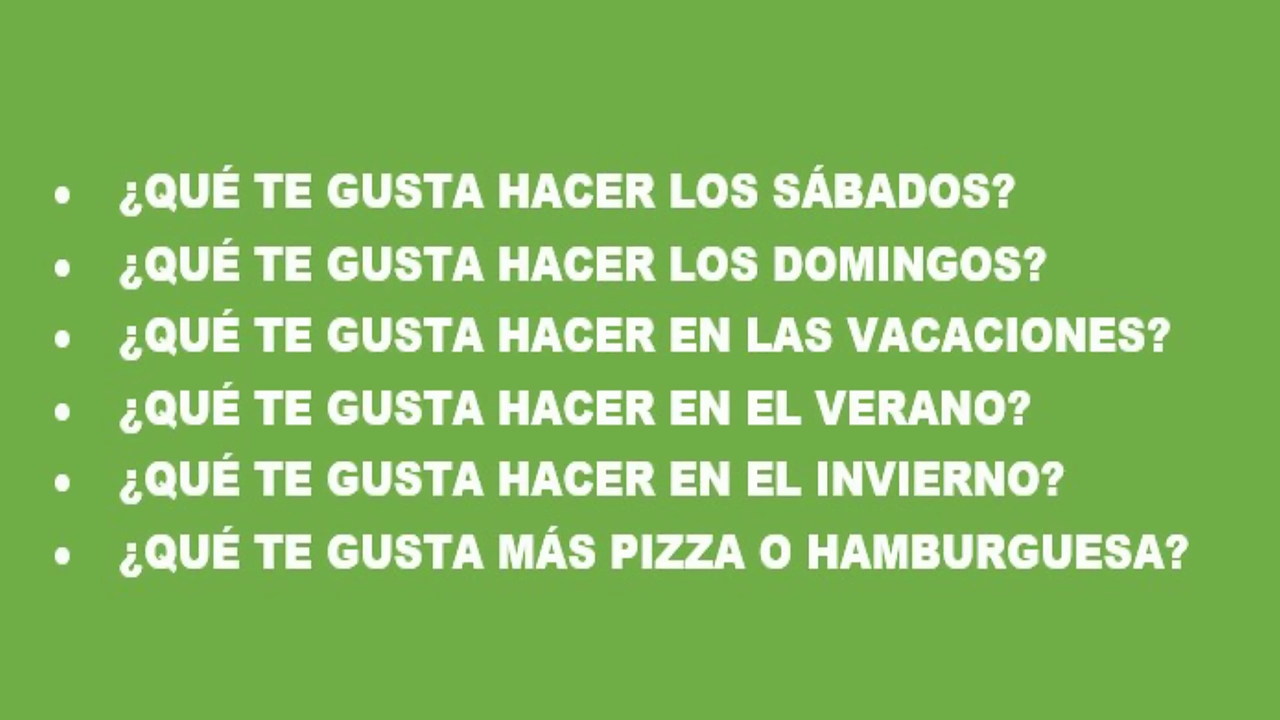 • ¿QUÉ TE GUSTA HACER LOS SÁBADOS?
• ¿QUÉ TE GUSTA HACER LOS DOMINGOS?
• ¿QUÉ TE GUSTA HACER EN LAS VACACIONES?
• ¿QUÉ TE GUSTA HACER EN EL VERANO?
• ¿QUÉ TE GUSTA HACER EN EL INVIERNO?
• ¿QUÉ TE GUSTA MÁS PIZZA O HAMBURGUESA?